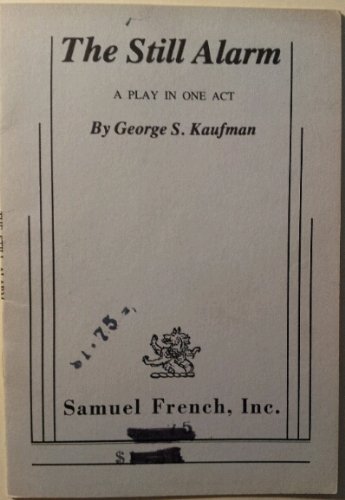 The Still Alarm
A PLAY IN ONE ACT
By George S. Kaufman
$1.75
Samuel French, Inc.
$